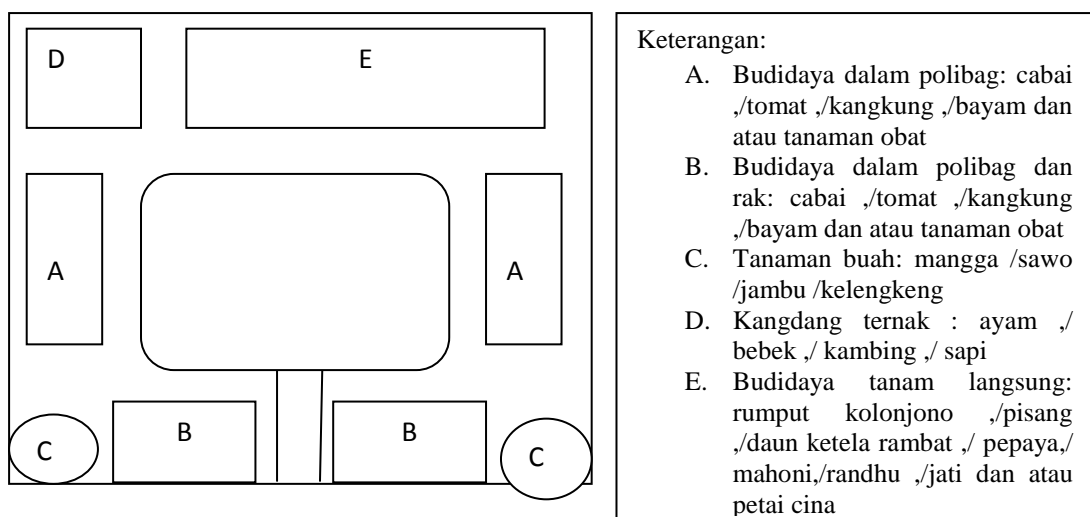 D
E
A
A
B
B
C
C
Keterangan:
A. Budidaya dalam polibag: cabai
,/tomat ,/kangkung ,/bayam dan
atau tanaman obat
B. Budidaya dalam polibag dan
rak: cabai ,/tomat ,/kangkung
,/bayam dan atau tanaman obat
C. Tanaman buah: mangga /sawo
/jambu /kelengkeng
D. Kangdang ternak : ayam ,/
bebek ,/ kambing ,/ sapi
E. Budidaya tanam langsung:
rumput kolonjono ,/pisang
,/daun ketela rambat ,/ pepaya,/
mahoni,/randhu ,/jati dan atau
petai cina